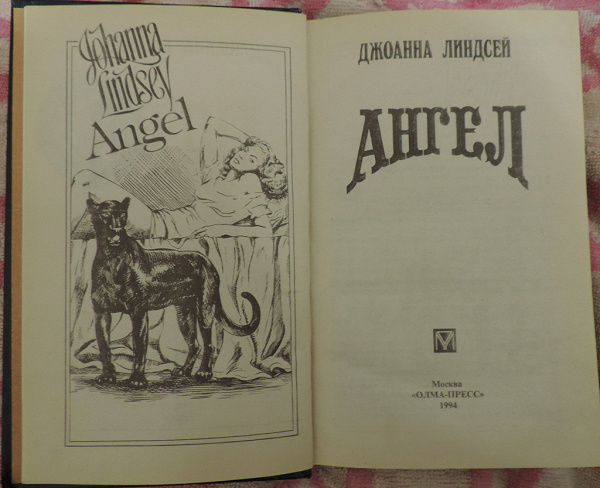 Johanna
Lindsey
Angel
ДЖОАННА ЛИНДСЕЙ
АНГЕЛ
Москва
«ОЛМА-ПРЕСС»
1994